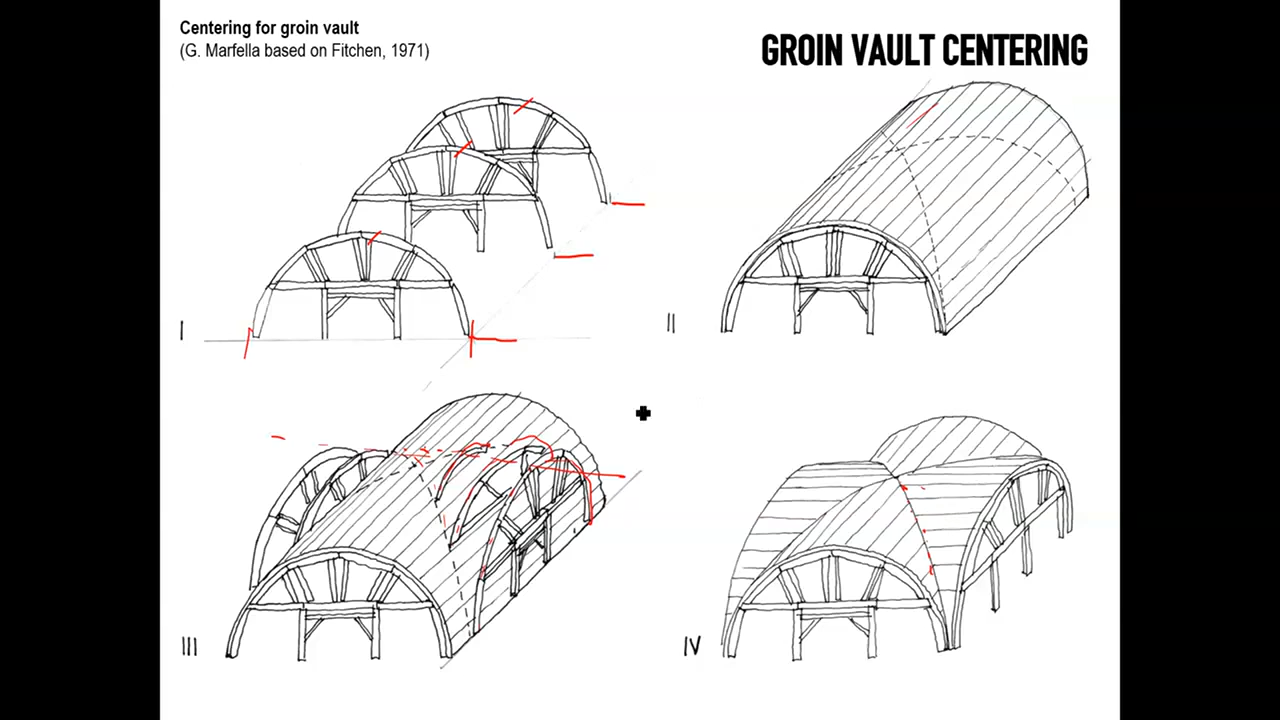 Centering for groin vault
(G. Marfella based on Fitchen, 1971)
GROIN VAULT CENTERING
I
II
III
IV